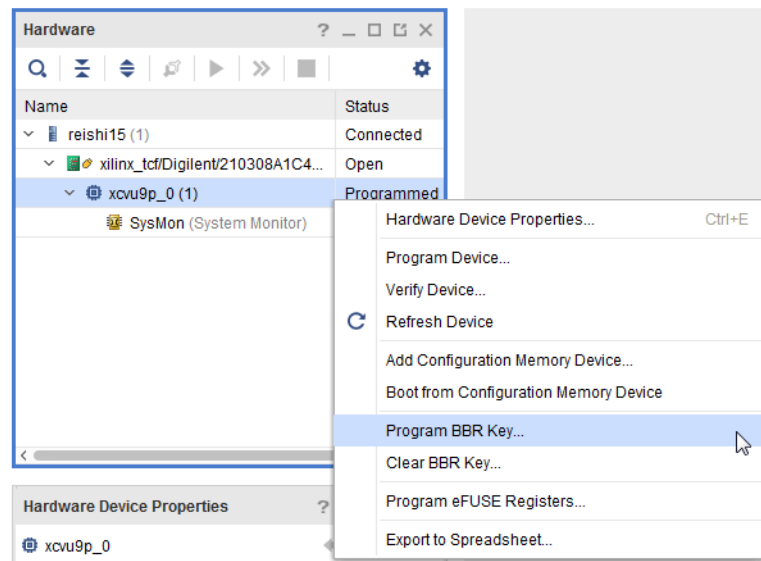 Hardware
Name Status
reishi15 (1) Connected
xilinx_tcf/Digilent/210308A1C4... Open
xcvu9p_0 (1) Programmed
SysMon (System Monitor)
Hardware Device Properties... Ctrl+E
Program Device...
Verify Device...
Refresh Device
Add Configuration Memory Device...
Boot from Configuration Memory Device
Program BBR Key...
Clear BBR Key...
Program eFUSE Registers...
Export to Spreadsheet...
Hardware Device Properties
xcvu9p_0